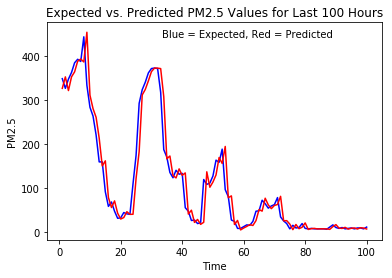 Expected vs. Predicted PM2.5 Values for Last 100 Hours
Blue = Expected, Red = Predicted
PM2.5
400
300
200
100
0
0 20 40 60 80 100
Time